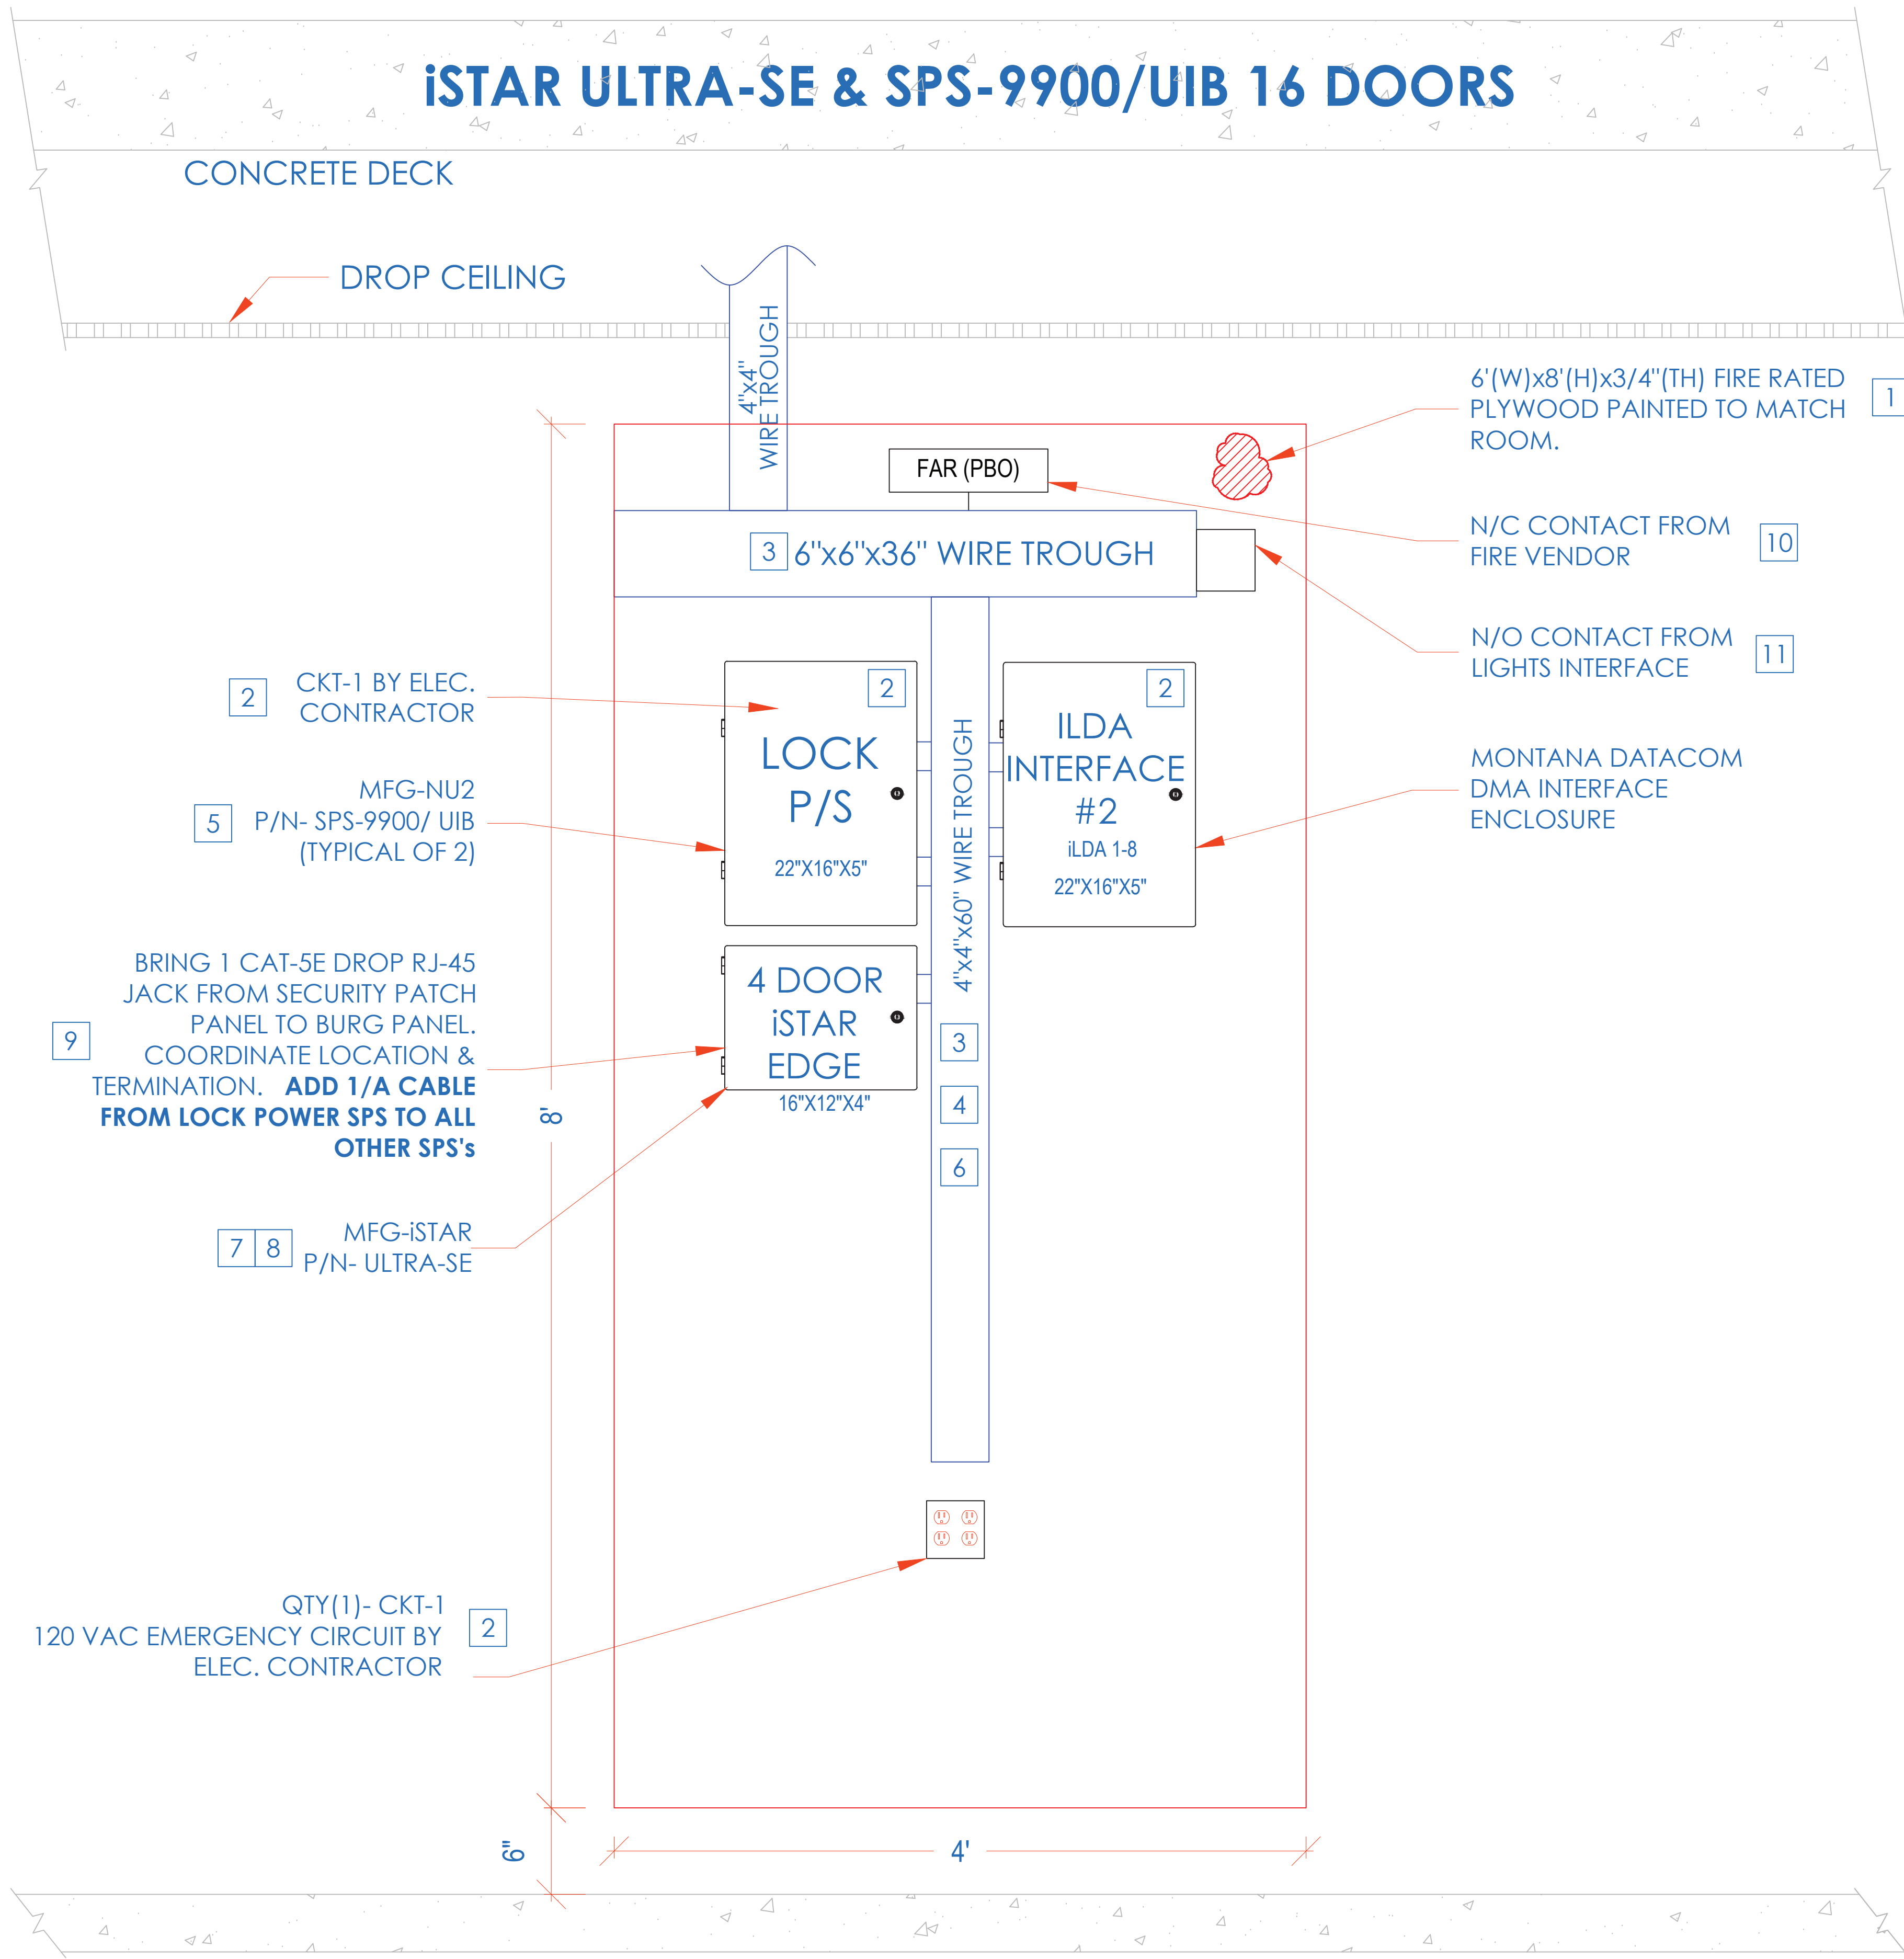 iSTAR ULTRA-SE & SPS-9900/UIB 16 DOORS
CONCRETE DECK
DROP CEILING
4"x4"
WIRE TROUGH
6'(W)x8'(H)x3/4"(TH) FIRE RATED
PLYWOOD PAINTED TO MATCH
ROOM.
1
FAR (PBO)
N/C CONTACT FROM
FIRE VENDOR
10
3 6"x6"x36" WIRE TROUGH
N/O CONTACT FROM
LIGHTS INTERFACE
11
2
CKT-1 BY ELEC.
CONTRACTOR
2
LOCK
P/S
22"X16"X5"
2
ILDA
INTERFACE
#2
iLDA 1-8
22"X16"X5"
MONTANA DATACOM
DMA INTERFACE
ENCLOSURE
5
MFG-NU2
P/N- SPS-9900/ UIB
(TYPICAL OF 2)
4"x4"x60" WIRE TROUGH
3
4
6
9
BRING 1 CAT-5E DROP RJ-45
JACK FROM SECURITY PATCH
PANEL TO BURG PANEL.
COORDINATE LOCATION &
TERMINATION. ADD 1/A CABLE
FROM LOCK POWER SPS TO ALL
OTHER SPS's
4 DOOR
iSTAR
EDGE
16"X12"X4"
8'
7 8
MFG-iSTAR
P/N- ULTRA-SE
QTY(1)- CKT-1
120 VAC EMERGENCY CIRCUIT BY
ELEC. CONTRACTOR
2
6"
4'